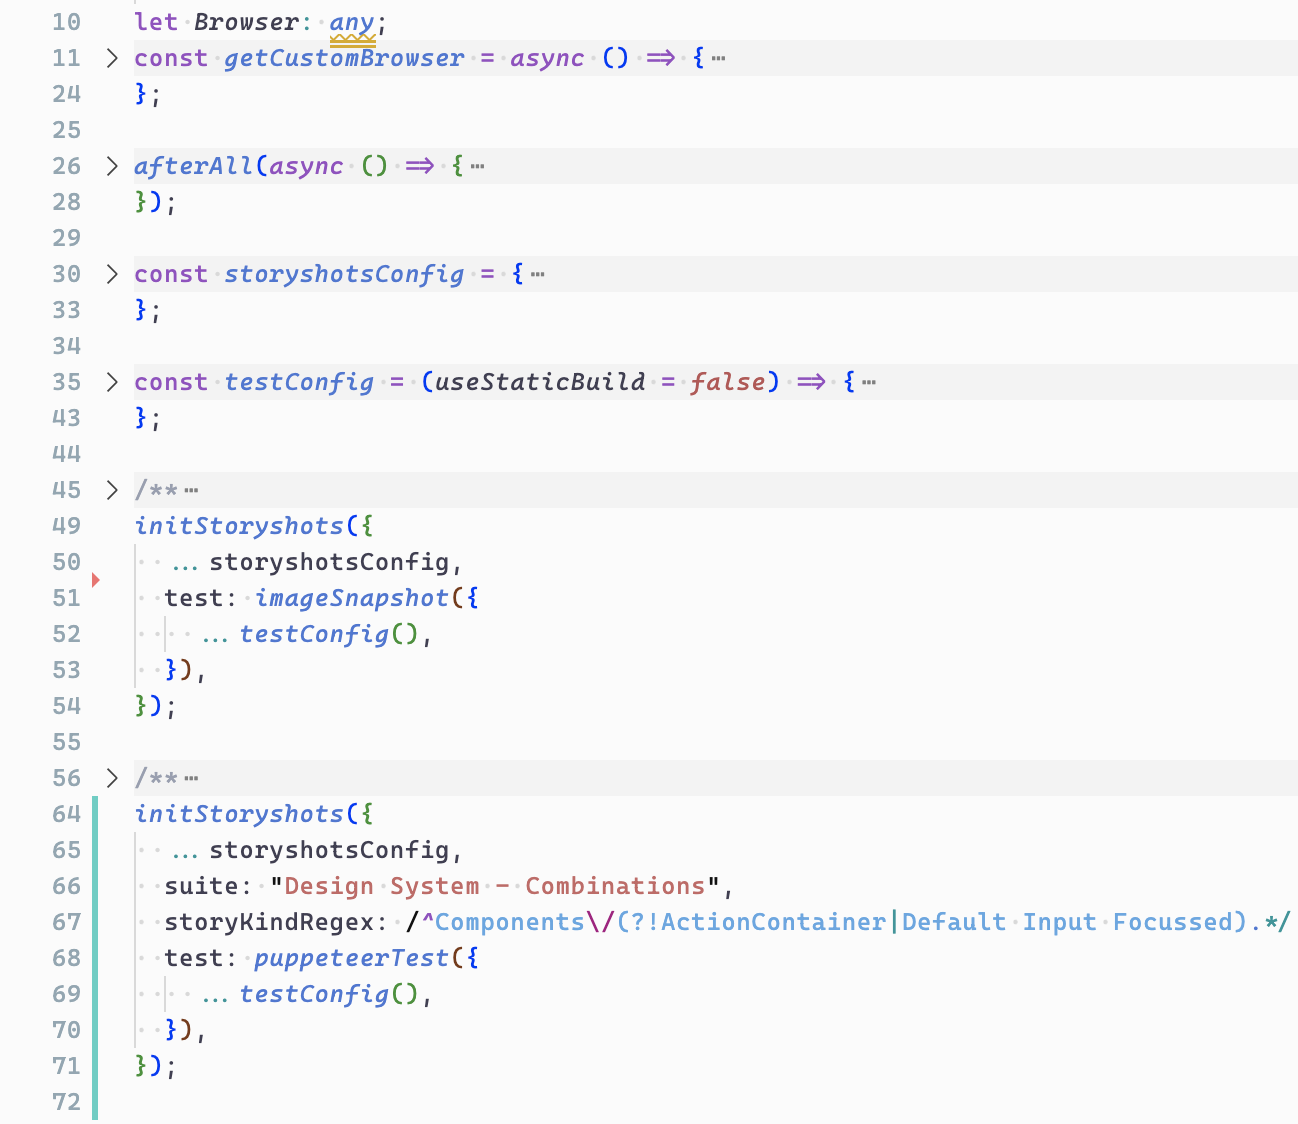 10 let Browser: any;
11 const getCustomBrowser = async () => {…
24 };
25
26 afterAll(async () => {…
28 });
29
30 const storyshotsConfig = {…
33 };
34
35 const testConfig = (useStaticBuild = false) => {…
43 };
44
45 /**…
49 initStoryshots({
50   ...storyshotsConfig,
51   test: imageSnapshot({
52     ...testConfig(),
53   }),
54 });
55
56 /**…
64 initStoryshots({
65   ...storyshotsConfig,
66   suite: "Design System - Combinations",
67   storyKindRegex: /^Components\/(?!ActionContainer|Default Input Focussed).*/
68   test: puppeteerTest({
69     ...testConfig(),
70   }),
71 });
72